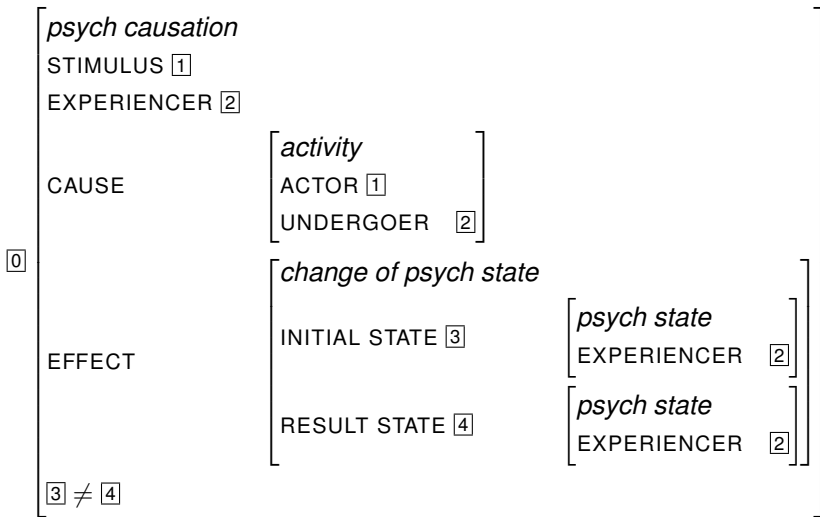 psych causation
STIMULUS 1
EXPERIENCER 2
activity
CAUSE ACTOR 1
UNDERGOER 2
0
change of psych state
psych state
INITIAL STATE 3
EXPERIENCER 2
EFFECT
psych state
RESULT STATE 4
EXPERIENCER 2
3 ≠ 4